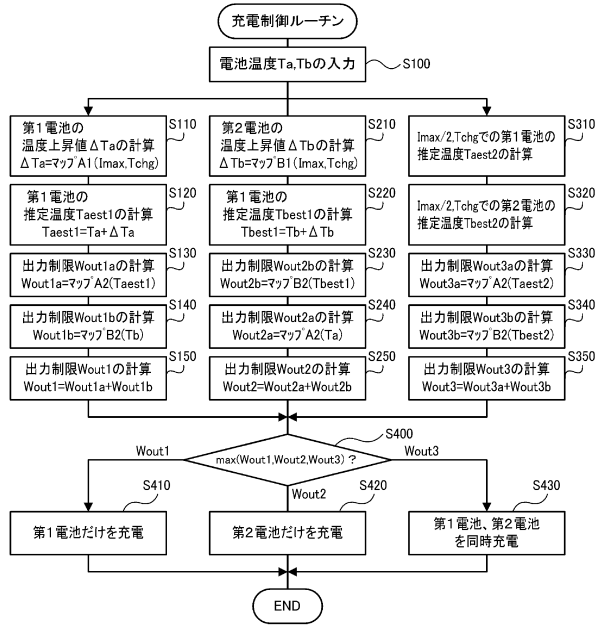 充電制御ルーチン
電池温度Ta,Tbの入力
S100
S110
第1電池の
温度上昇値ΔTaの計算
ΔTa=マップA1(Imax,Tchg)
S120
第1電池の
推定温度Taest1の計算
Taest1=Ta+ΔTa
S130
出力制限Wout1aの計算
Wout1a=マップA2(Taest1)
S140
出力制限Wout1bの計算
Wout1b=マップB2(Tb)
S150
出力制限Wout1の計算
Wout1=Wout1a+Wout1b
S210
第2電池の
温度上昇値ΔTbの計算
ΔTb=マップB1(Imax,Tchg)
S220
第1電池の
推定温度Tbest1の計算
Tbest1=Tb+ΔTb
S230
出力制限Wout2bの計算
Wout2b=マップB2(Tbest1)
S240
出力制限Wout2aの計算
Wout2a=マップA2(Ta)
S250
出力制限Wout2の計算
Wout2=Wout2a+Wout2b
S310
Imax/2,Tchgでの第1電池の
推定温度Taest2の計算
S320
Imax/2,Tchgでの第2電池の
推定温度Tbest2の計算
S330
出力制限Wout3aの計算
Wout3a=マップA2(Taest2)
S340
出力制限Wout3bの計算
Wout3b=マップB2(Tbest2)
S350
出力制限Wout3の計算
Wout3=Wout3a+Wout3b
S400
max(Wout1,Wout2,Wout3)？
Wout1
Wout2
Wout3
S410
第1電池だけを充電
S420
第2電池だけを充電
S430
第1電池、第2電池
を同時充電
END